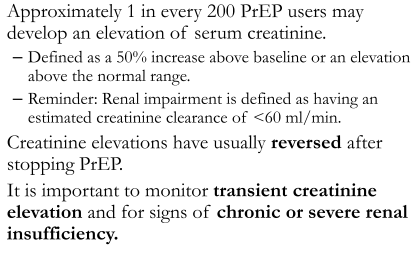 Approximately 1 in every 200 PrEP users may
develop an elevation of serum creatinine.
– Defined as a 50% increase above baseline or an elevation
above the normal range.
– Reminder: Renal impairment is defined as having an
estimated creatinine clearance of <60 ml/min.
Creatinine elevations have usually reversed after
stopping PrEP.
It is important to monitor transient creatinine
elevation and for signs of chronic or severe renal
insufficiency.